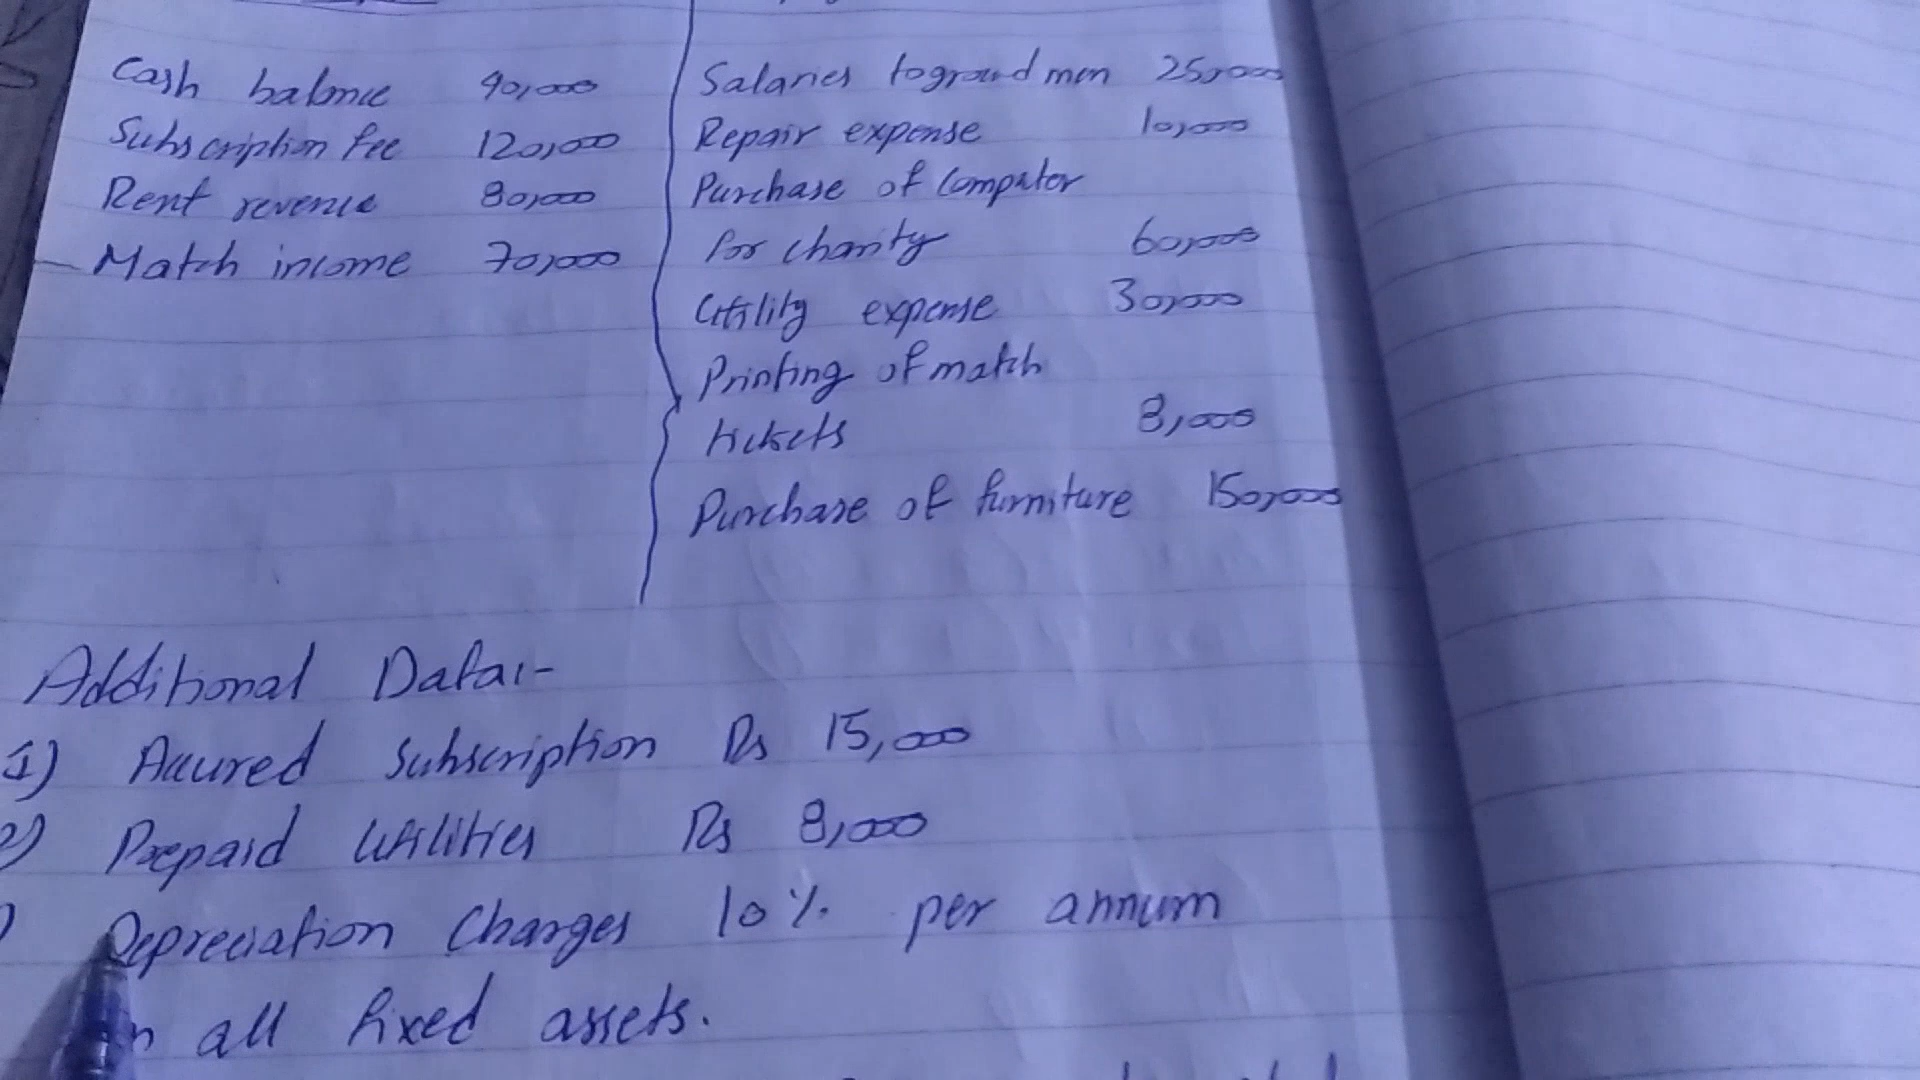 Cash balance 90,000
Subscription fee 120,000
Rent revenue 80,000
Match income 70,000
Salaries to ground men 25,000
Repair expense 10,000
Purchase of computer
for charity 60,000
Utility expense 30,000
Printing of match
tickets 8,000
Purchase of furniture 150,000
Additional Data:-
1) Accured Subscription Rs 15,000
2) Prepaid Utilities Rs 8,000
) Depreciation Charges 10% per annum
all fixed assets.